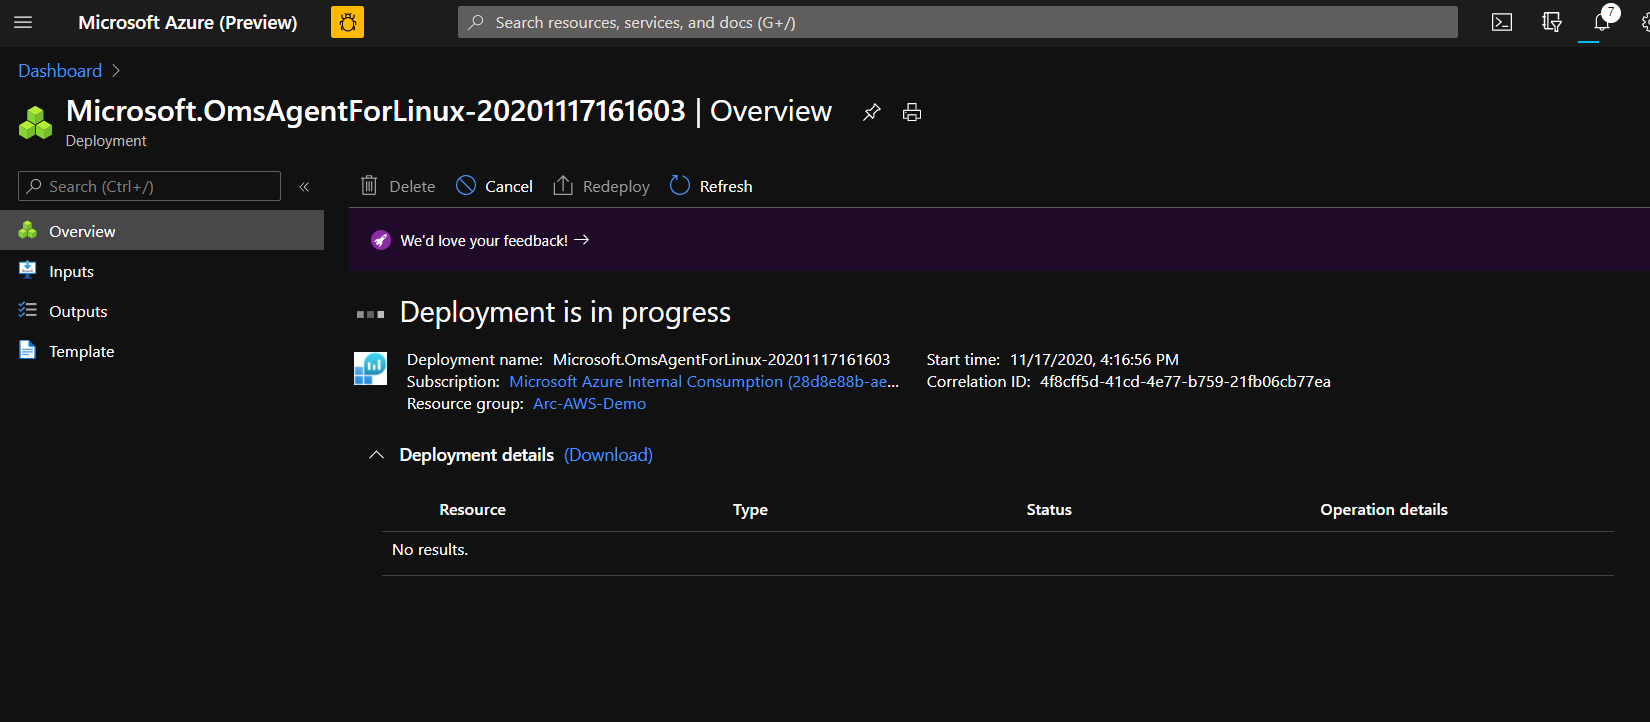 Microsoft Azure (Preview)
Search resources, services, and docs (G+/)
7
Dashboard
Microsoft.OmsAgentForLinux-20201117161603 | Overview
Deployment
Search (Ctrl+/)
«
Delete
Cancel
Redeploy
Refresh
Overview
Inputs
Outputs
Template
We'd love your feedback! →
Deployment is in progress
Deployment name: Microsoft.OmsAgentForLinux-20201117161603
Subscription: Microsoft Azure Internal Consumption (28d8e88b-ae...
Resource group: Arc-AWS-Demo
Start time: 11/17/2020, 4:16:56 PM
Correlation ID: 4f8cff5d-41cd-4e77-b759-21fb06cb77ea
Deployment details (Download)
Resource Type Status Operation details
No results.